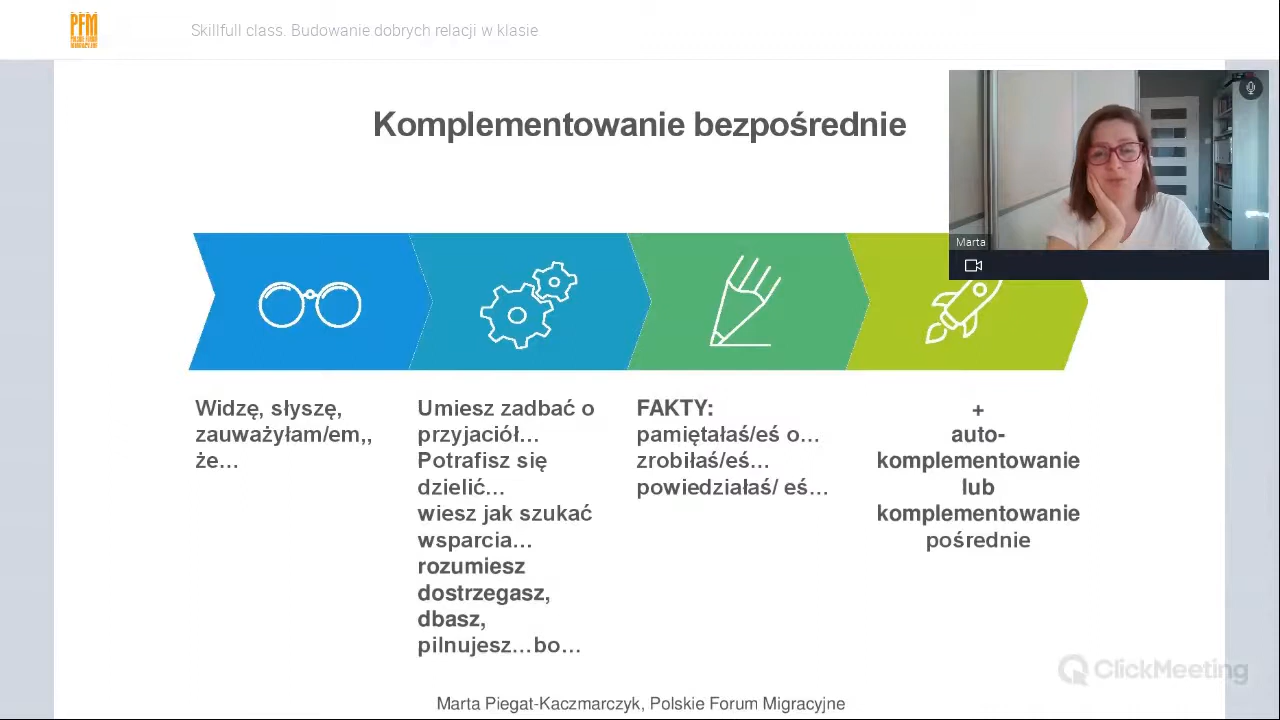 PFM
Skillfull class. Budowanie dobrych relacji w klasie
Komplementowanie bezpośrednie
Marta
Widzę, słyszę,
zauważyłam/em,,
że...
Umiesz zadbać o
przyjaciół...
Potrafisz się
dzielić...
wiesz jak szukać
wsparcia...
rozumiesz
dostrzegasz,
dbasz,
pilnujesz...bo...
FAKTY:
pamiętałaś/eś o...
zrobiłaś/eś...
powiedziałaś/ eś...
+
auto-
komplementowanie
lub
komplementowanie
pośrednie
ClickMeeting
Marta Piegat-Kaczmarczyk, Polskie Forum Migracyjne